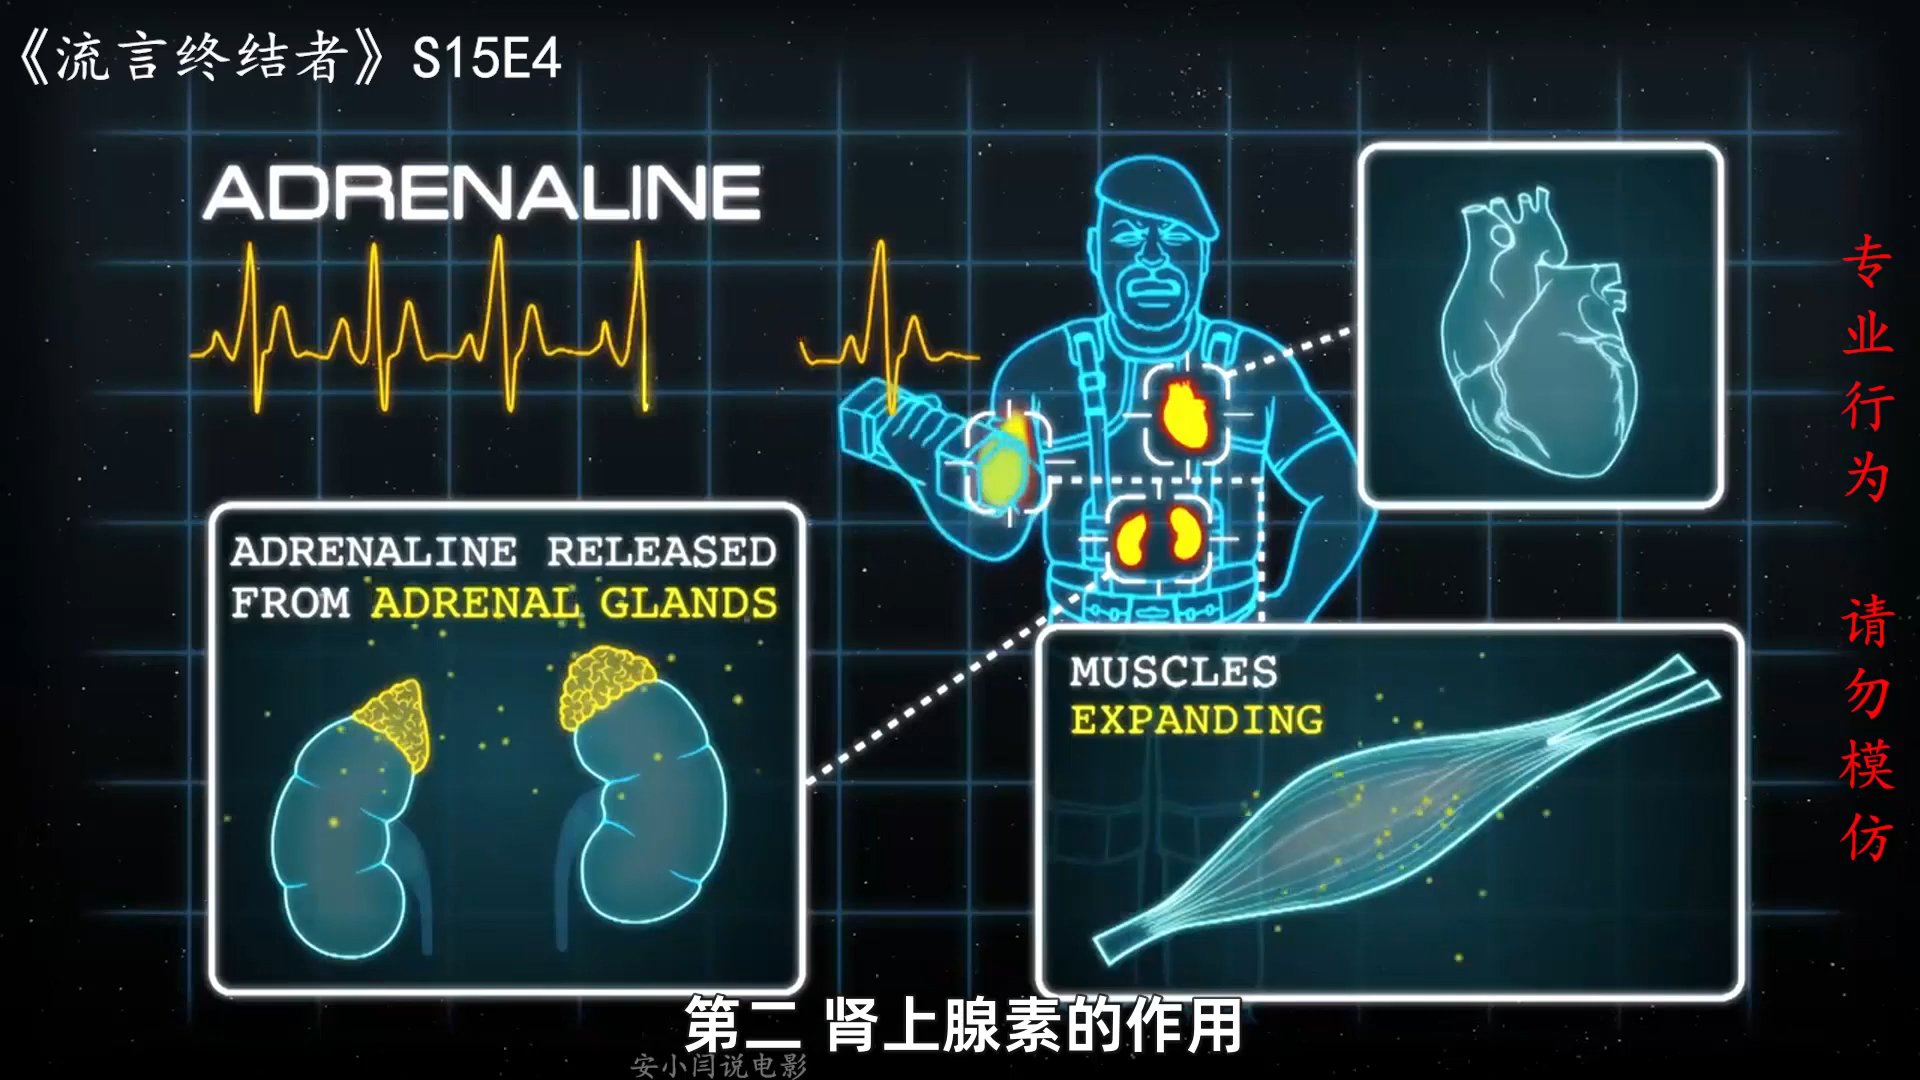 《流言终结者》S15E4
ADRENALINE
ADRENALINE RELEASED
FROM ADRENAL GLANDS
MUSCLES
EXPANDING
专业行为 请勿模仿
第二 肾上腺素的作用
安小闫说电影